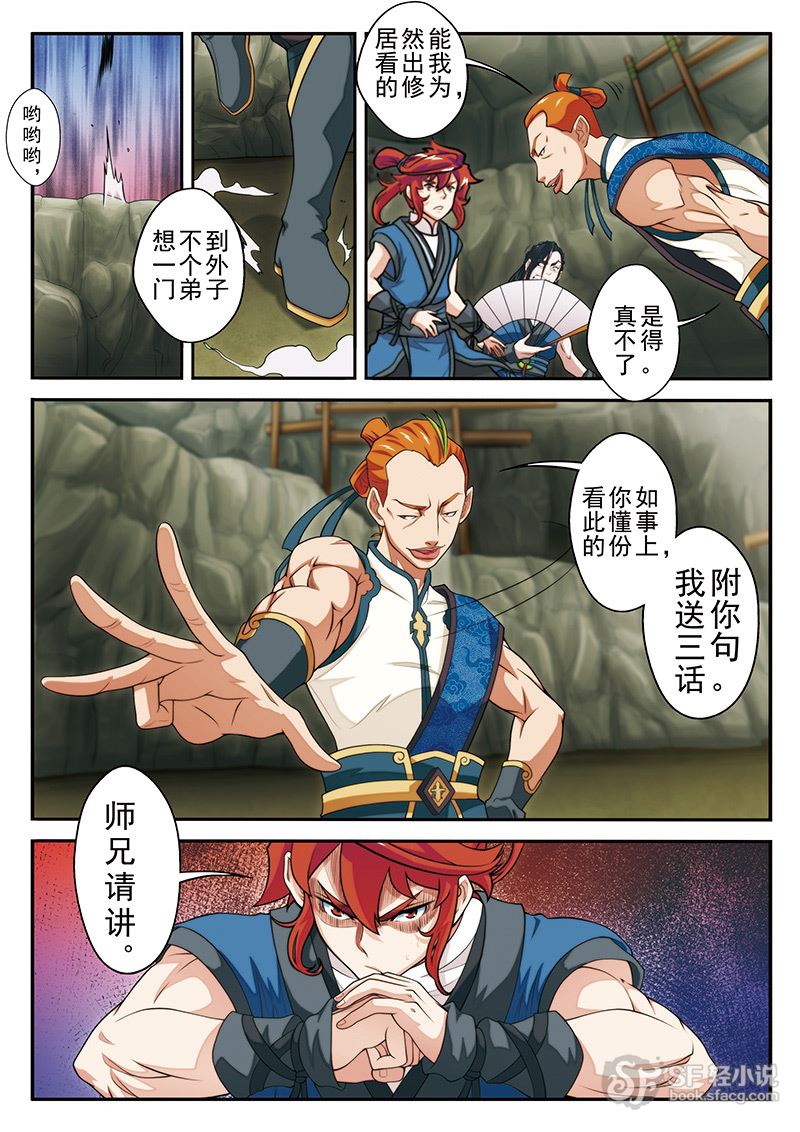 哟哟哟，
想不到
一个外
门弟子
居然能
看出我
的修为，
真是
不得
了。
看你如
此懂事
的份上，
我附
送你
三句
话。
师兄请讲。
SF轻小说
book.sfacg.com